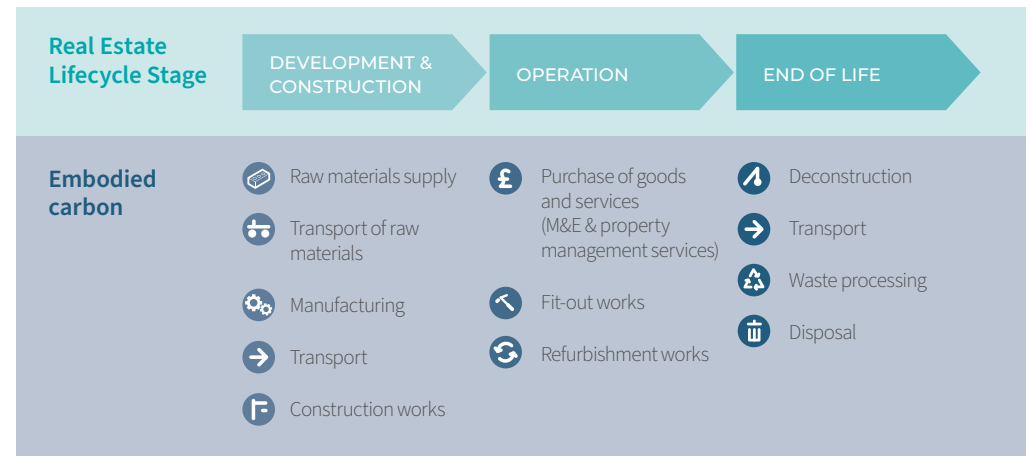 Real Estate
Lifecycle Stage
DEVELOPMENT &
CONSTRUCTION
OPERATION
END OF LIFE
Embodied
carbon
Raw materials supply
Transport of raw
materials
Manufacturing
Transport
Construction works
£
Purchase of goods
and services
(M&E & property
management services)
Fit-out works
Refurbishment works
Deconstruction
Transport
Waste processing
Disposal